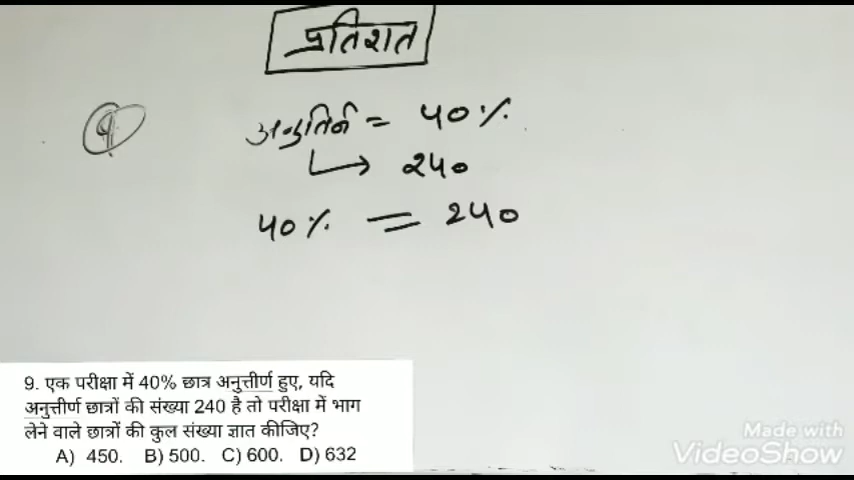 प्रतिशत
9
अनुतिर्न = 40%
240
40% = 240
9. एक परीक्षा में 40% छात्र अनुत्तीर्ण हुए, यदि
अनुत्तीर्ण छात्रों की संख्या 240 है तो परीक्षा में भाग
लेने वाले छात्रों की कुल संख्या ज्ञात कीजिए?
A) 450. B) 500. C) 600. D) 632
Made with
VideoShow